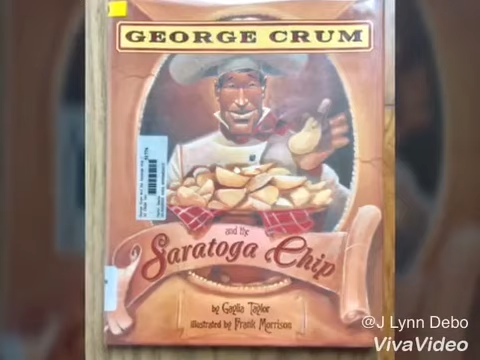 GEORGE CRUM
and the
Saratoga Chip
by Gaylia Taylor
illustrated by Frank Morrison
@J Lynn Debo
VivaVideo